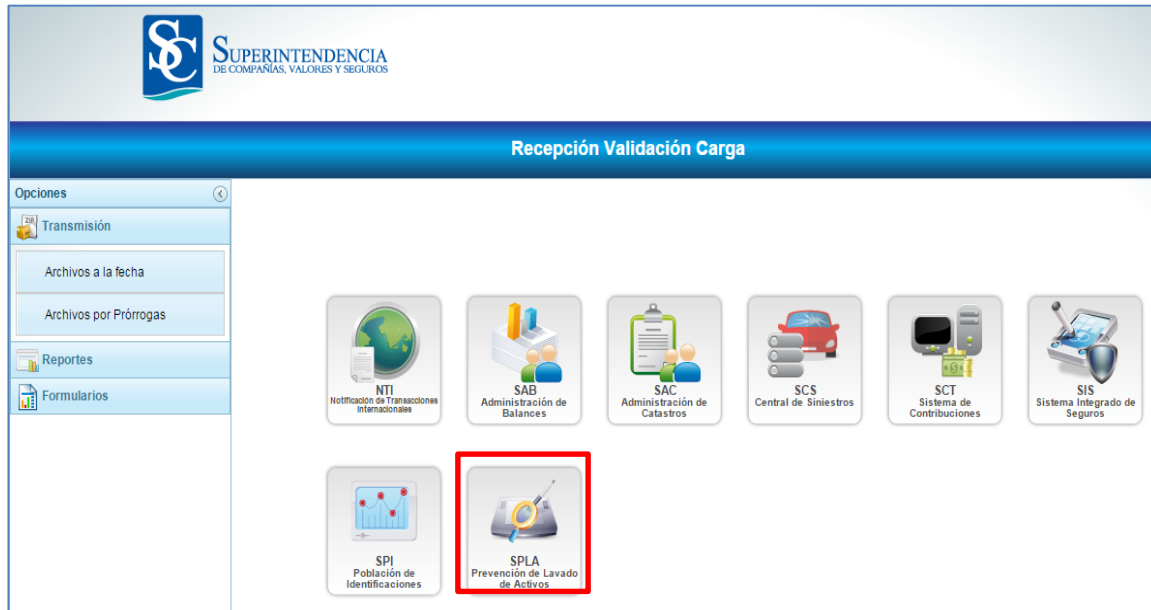 SC
SUPERINTENDENCIA
DE COMPAÑÍAS, VALORES Y SEGUROS
Recepción Validación Carga
Opciones
ZIP
Transmisión
Archivos a la fecha
Archivos por Prórrogas
Reportes
Formularios
NTI
Notificación de Transacciones
Internacionales
SAB
Administración de
Balances
SAC
Administración de
Catastros
SCS
Central de Siniestros
SCT
Sistema de
Contribuciones
SIS
Sistema Integrado de
Seguros
SPI
Población de
Identificaciones
SPLA
Prevención de Lavado
de Activos